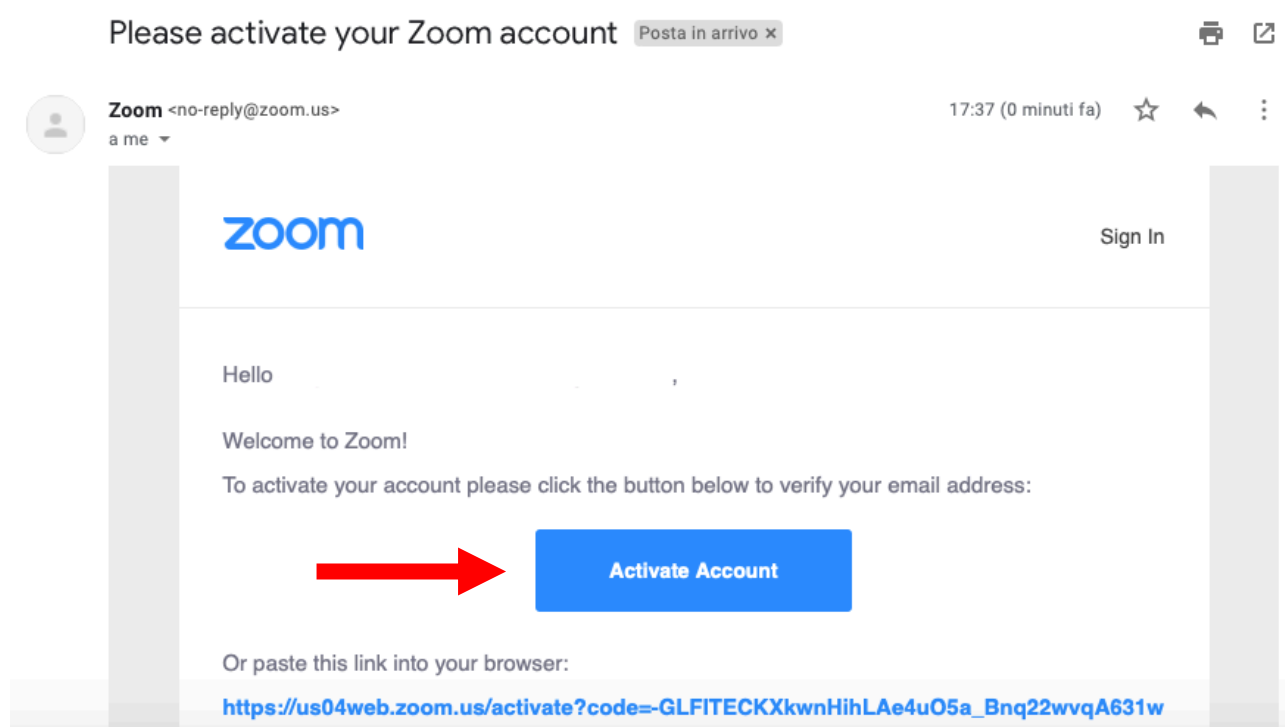 Please activate your Zoom account Posta in arrivo ×
Zoom <no-reply@zoom.us> 17:37 (0 minuti fa)
a me
zoom Sign In
Hello ,
Welcome to Zoom!
To activate your account please click the button below to verify your email address:
Activate Account
Or paste this link into your browser:
https://us04web.zoom.us/activate?code=-GLFITECKXkwnHihLAe4uO5a_Bnq22wvqA631w